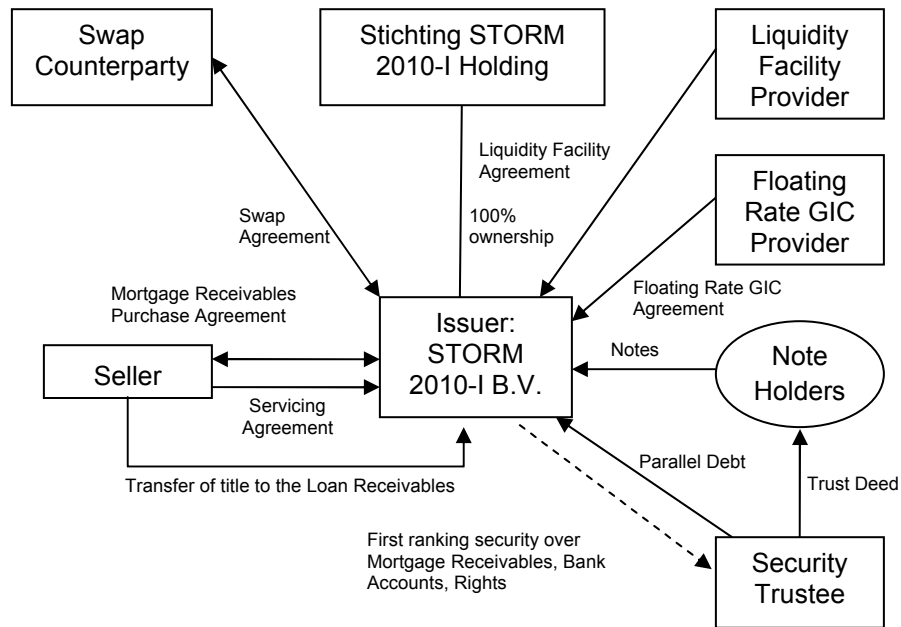 Swap
Counterparty
Stichting STORM
2010-I Holding
Liquidity
Facility
Provider
Liquidity Facility
Agreement
Floating
Rate GIC
Provider
Swap
Agreement
100%
ownership
Mortgage Receivables
Purchase Agreement
Floating Rate GIC
Agreement
Issuer:
STORM
2010-I B.V.
Notes
Note
Holders
Seller
Servicing
Agreement
Parallel Debt
Trust Deed
Transfer of title to the Loan Receivables
First ranking security over
Mortgage Receivables, Bank
Accounts, Rights
Security
Trustee